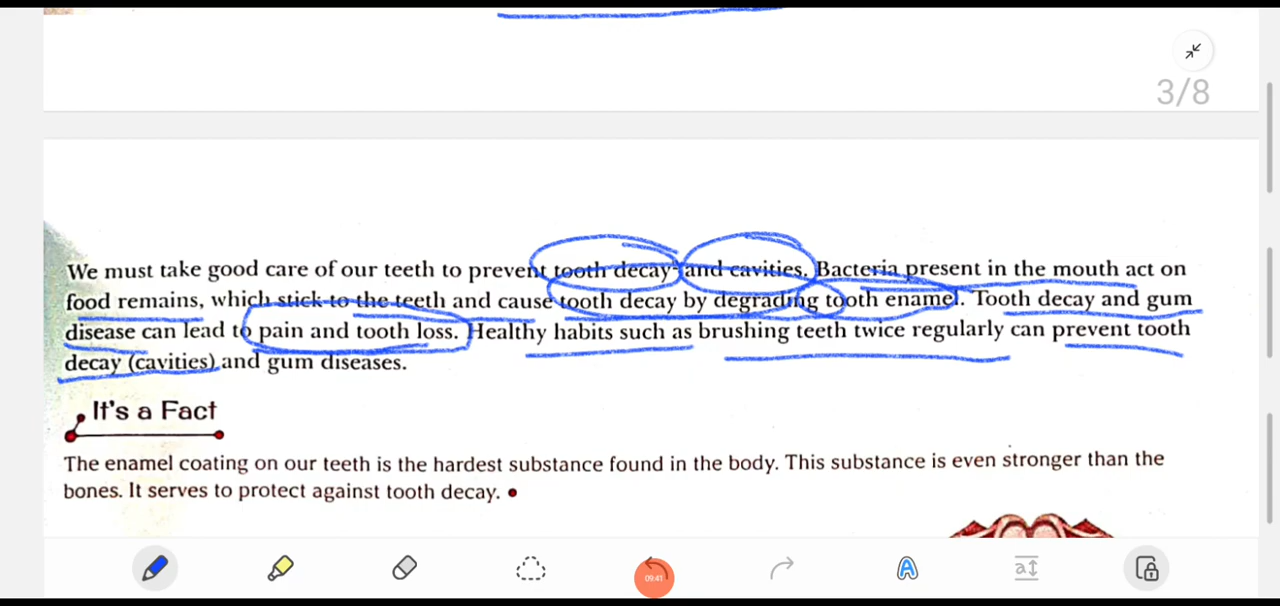 3/8
We must take good care of our teeth to prevent tooth decay and cavities. Bacteria present in the mouth act on
food remains, which stick to the teeth and cause tooth decay by degrading tooth enamel. Tooth decay and gum
disease can lead to pain and tooth loss. Healthy habits such as brushing teeth twice regularly can prevent tooth
decay (cavities) and gum diseases.
It's a Fact
The enamel coating on our teeth is the hardest substance found in the body. This substance is even stronger than the
bones. It serves to protect against tooth decay.
09:41
A
a